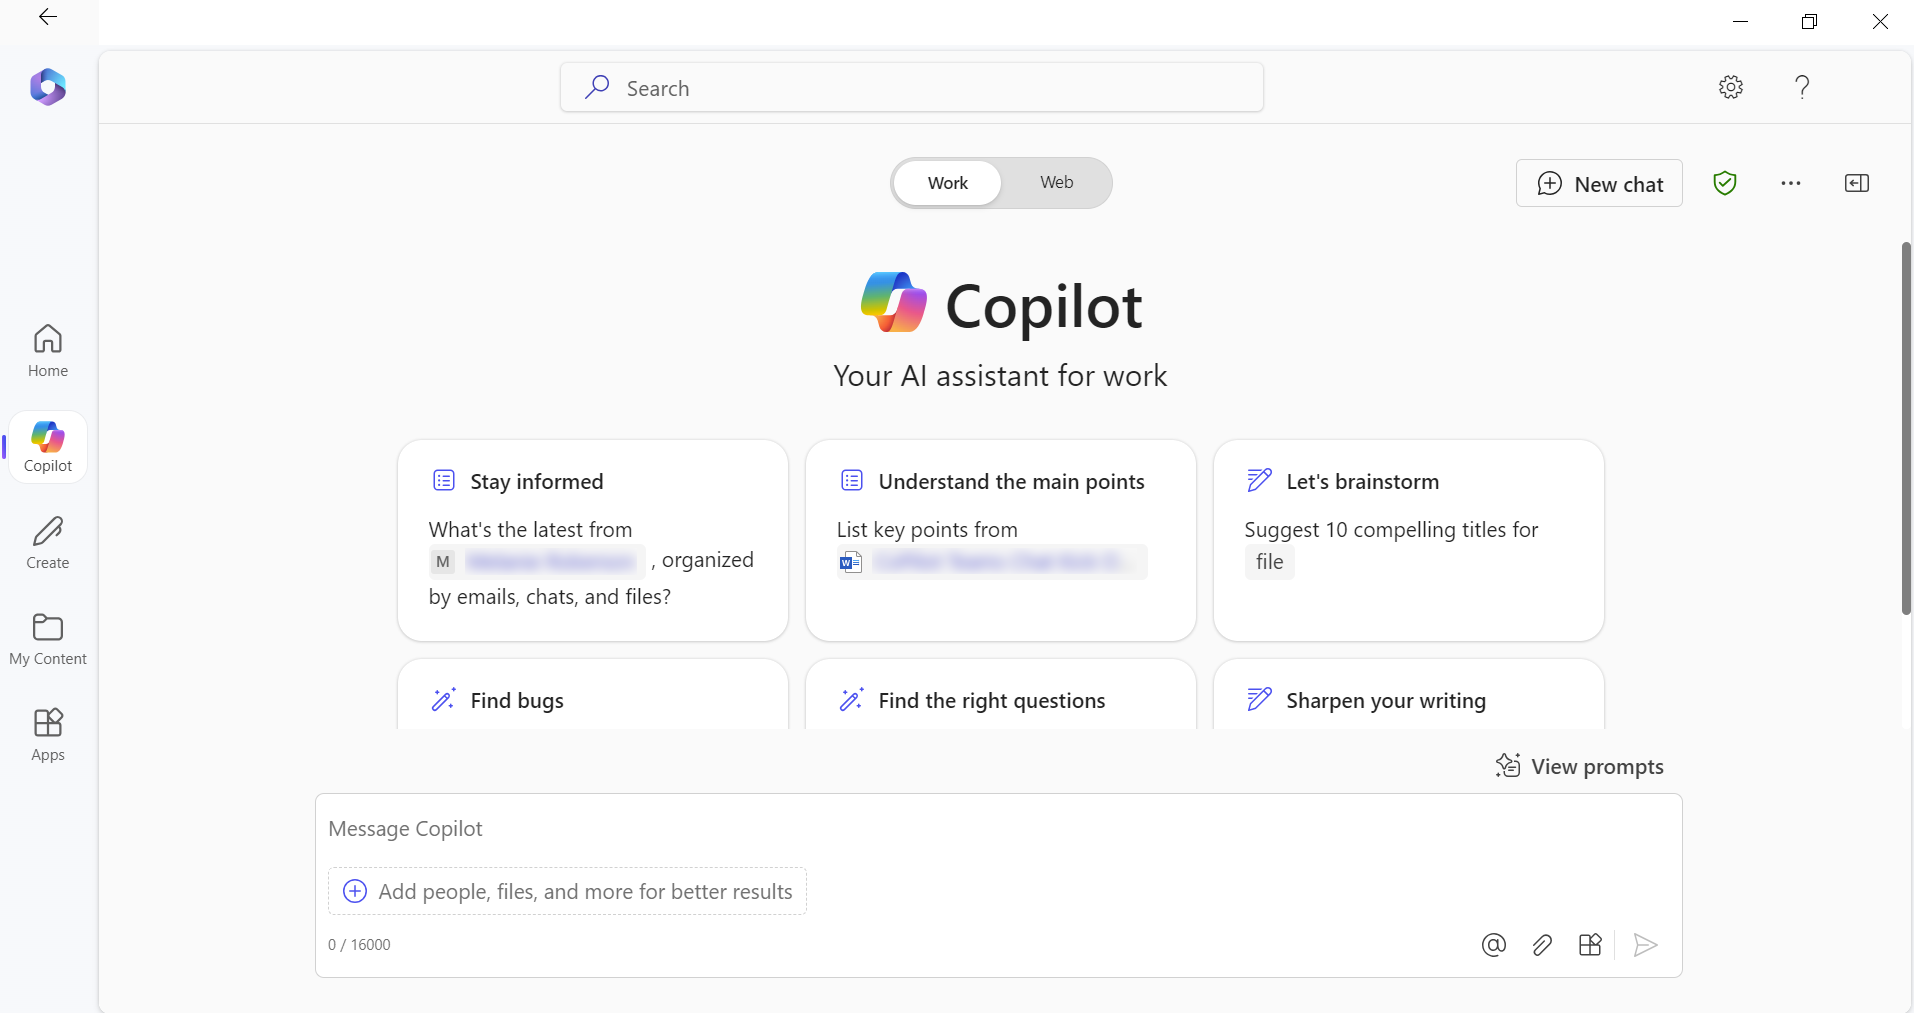 Search
Work
Web
New chat
Copilot
Your AI assistant for work
Home
Copilot
Create
My Content
Apps
Stay informed
What's the latest from
M , organized
by emails, chats, and files?
Understand the main points
List key points from
W
Let's brainstorm
Suggest 10 compelling titles for
file
Find bugs
Find the right questions
Sharpen your writing
View prompts
Message Copilot
Add people, files, and more for better results
0 / 16000